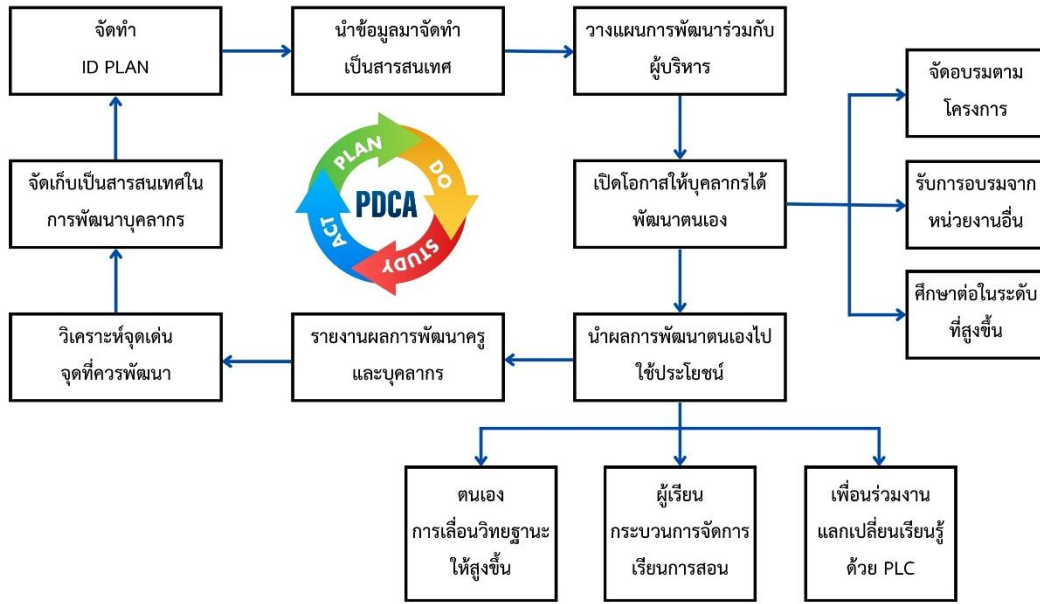 จัดทำ
ID PLAN
นำข้อมูลมาจัดทำ
เป็นสารสนเทศ
วางแผนการพัฒนาร่วมกับ
ผู้บริหาร
จัดอบรมตาม
โครงการ
จัดเก็บเป็นสารสนเทศใน
การพัฒนาบุคลากร
PLAN
DO
STUDY
ACT
PDCA
เปิดโอกาสให้บุคลากรได้
พัฒนาตนเอง
รับการอบรมจาก
หน่วยงานอื่น
ศึกษาต่อในระดับ
ที่สูงขึ้น
วิเคราะห์จุดเด่น
จุดที่ควรพัฒนา
รายงานผลการพัฒนาครู
และบุคลากร
นำผลการพัฒนาตนเองไป
ใช้ประโยชน์
ตนเอง
การเลื่อนวิทยฐานะ
ให้สูงขึ้น
ผู้เรียน
กระบวนการจัดการ
เรียนการสอน
เพื่อนร่วมงาน
แลกเปลี่ยนเรียนรู้
ด้วย PLC